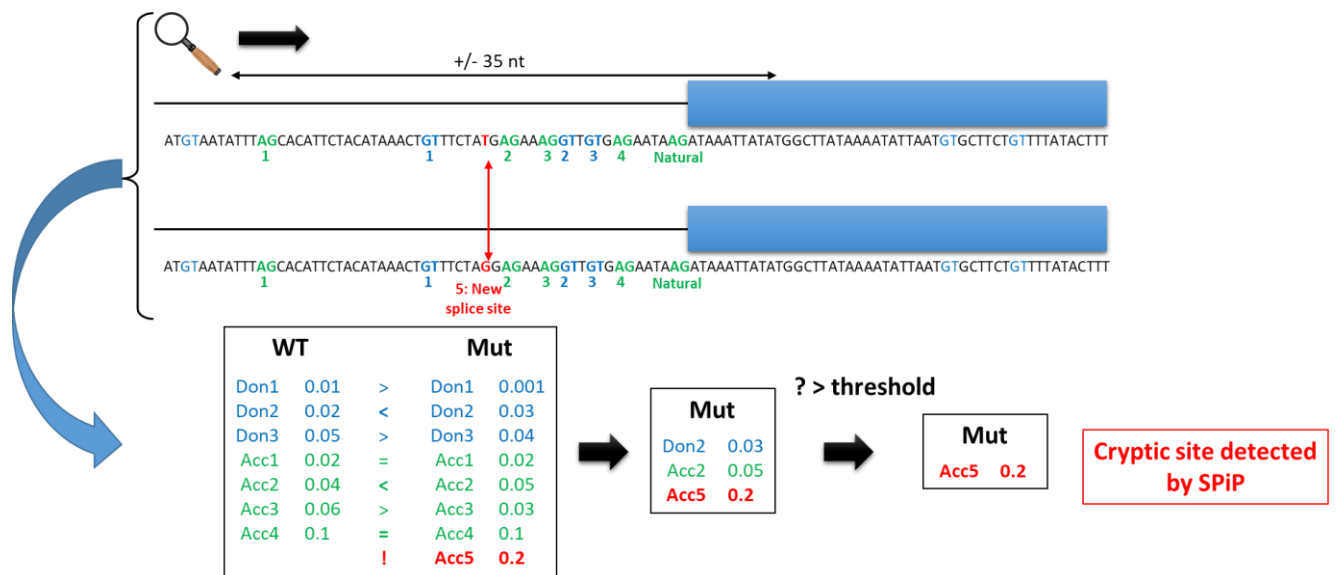 +/- 35 nt
ATGTAATATTTAGCACATTCTACATAAACTGTTTCTATGAGAAAGGTTGTGAGAATAAGATAAATTATATGGCTTATAAAATATTAATGTGCTTCTGTTTTATACTTT
1 1 2 3 2 3 4 Natural
ATGTAATATTTAGCACATTCTACATAAACTGTTTCTAGGAGAAAGGTTGTGAGAATAAGATAAATTATATGGCTTATAAAATATTAATGTGCTTCTGTTTTATACTTT
1 1 2 3 2 3 4 Natural
5: New
splice site
WT Mut
Don1 0.01 > Don1 0.001
Don2 0.02 < Don2 0.03
Don3 0.05 > Don3 0.04
Acc1 0.02 = Acc1 0.02
Acc2 0.04 < Acc2 0.05
Acc3 0.06 > Acc3 0.03
Acc4 0.1 = Acc4 0.1
! Acc5 0.2
Mut
Don2 0.03
Acc2 0.05
Acc5 0.2
? > threshold
Mut
Acc5 0.2
Cryptic site detected
by SPiP